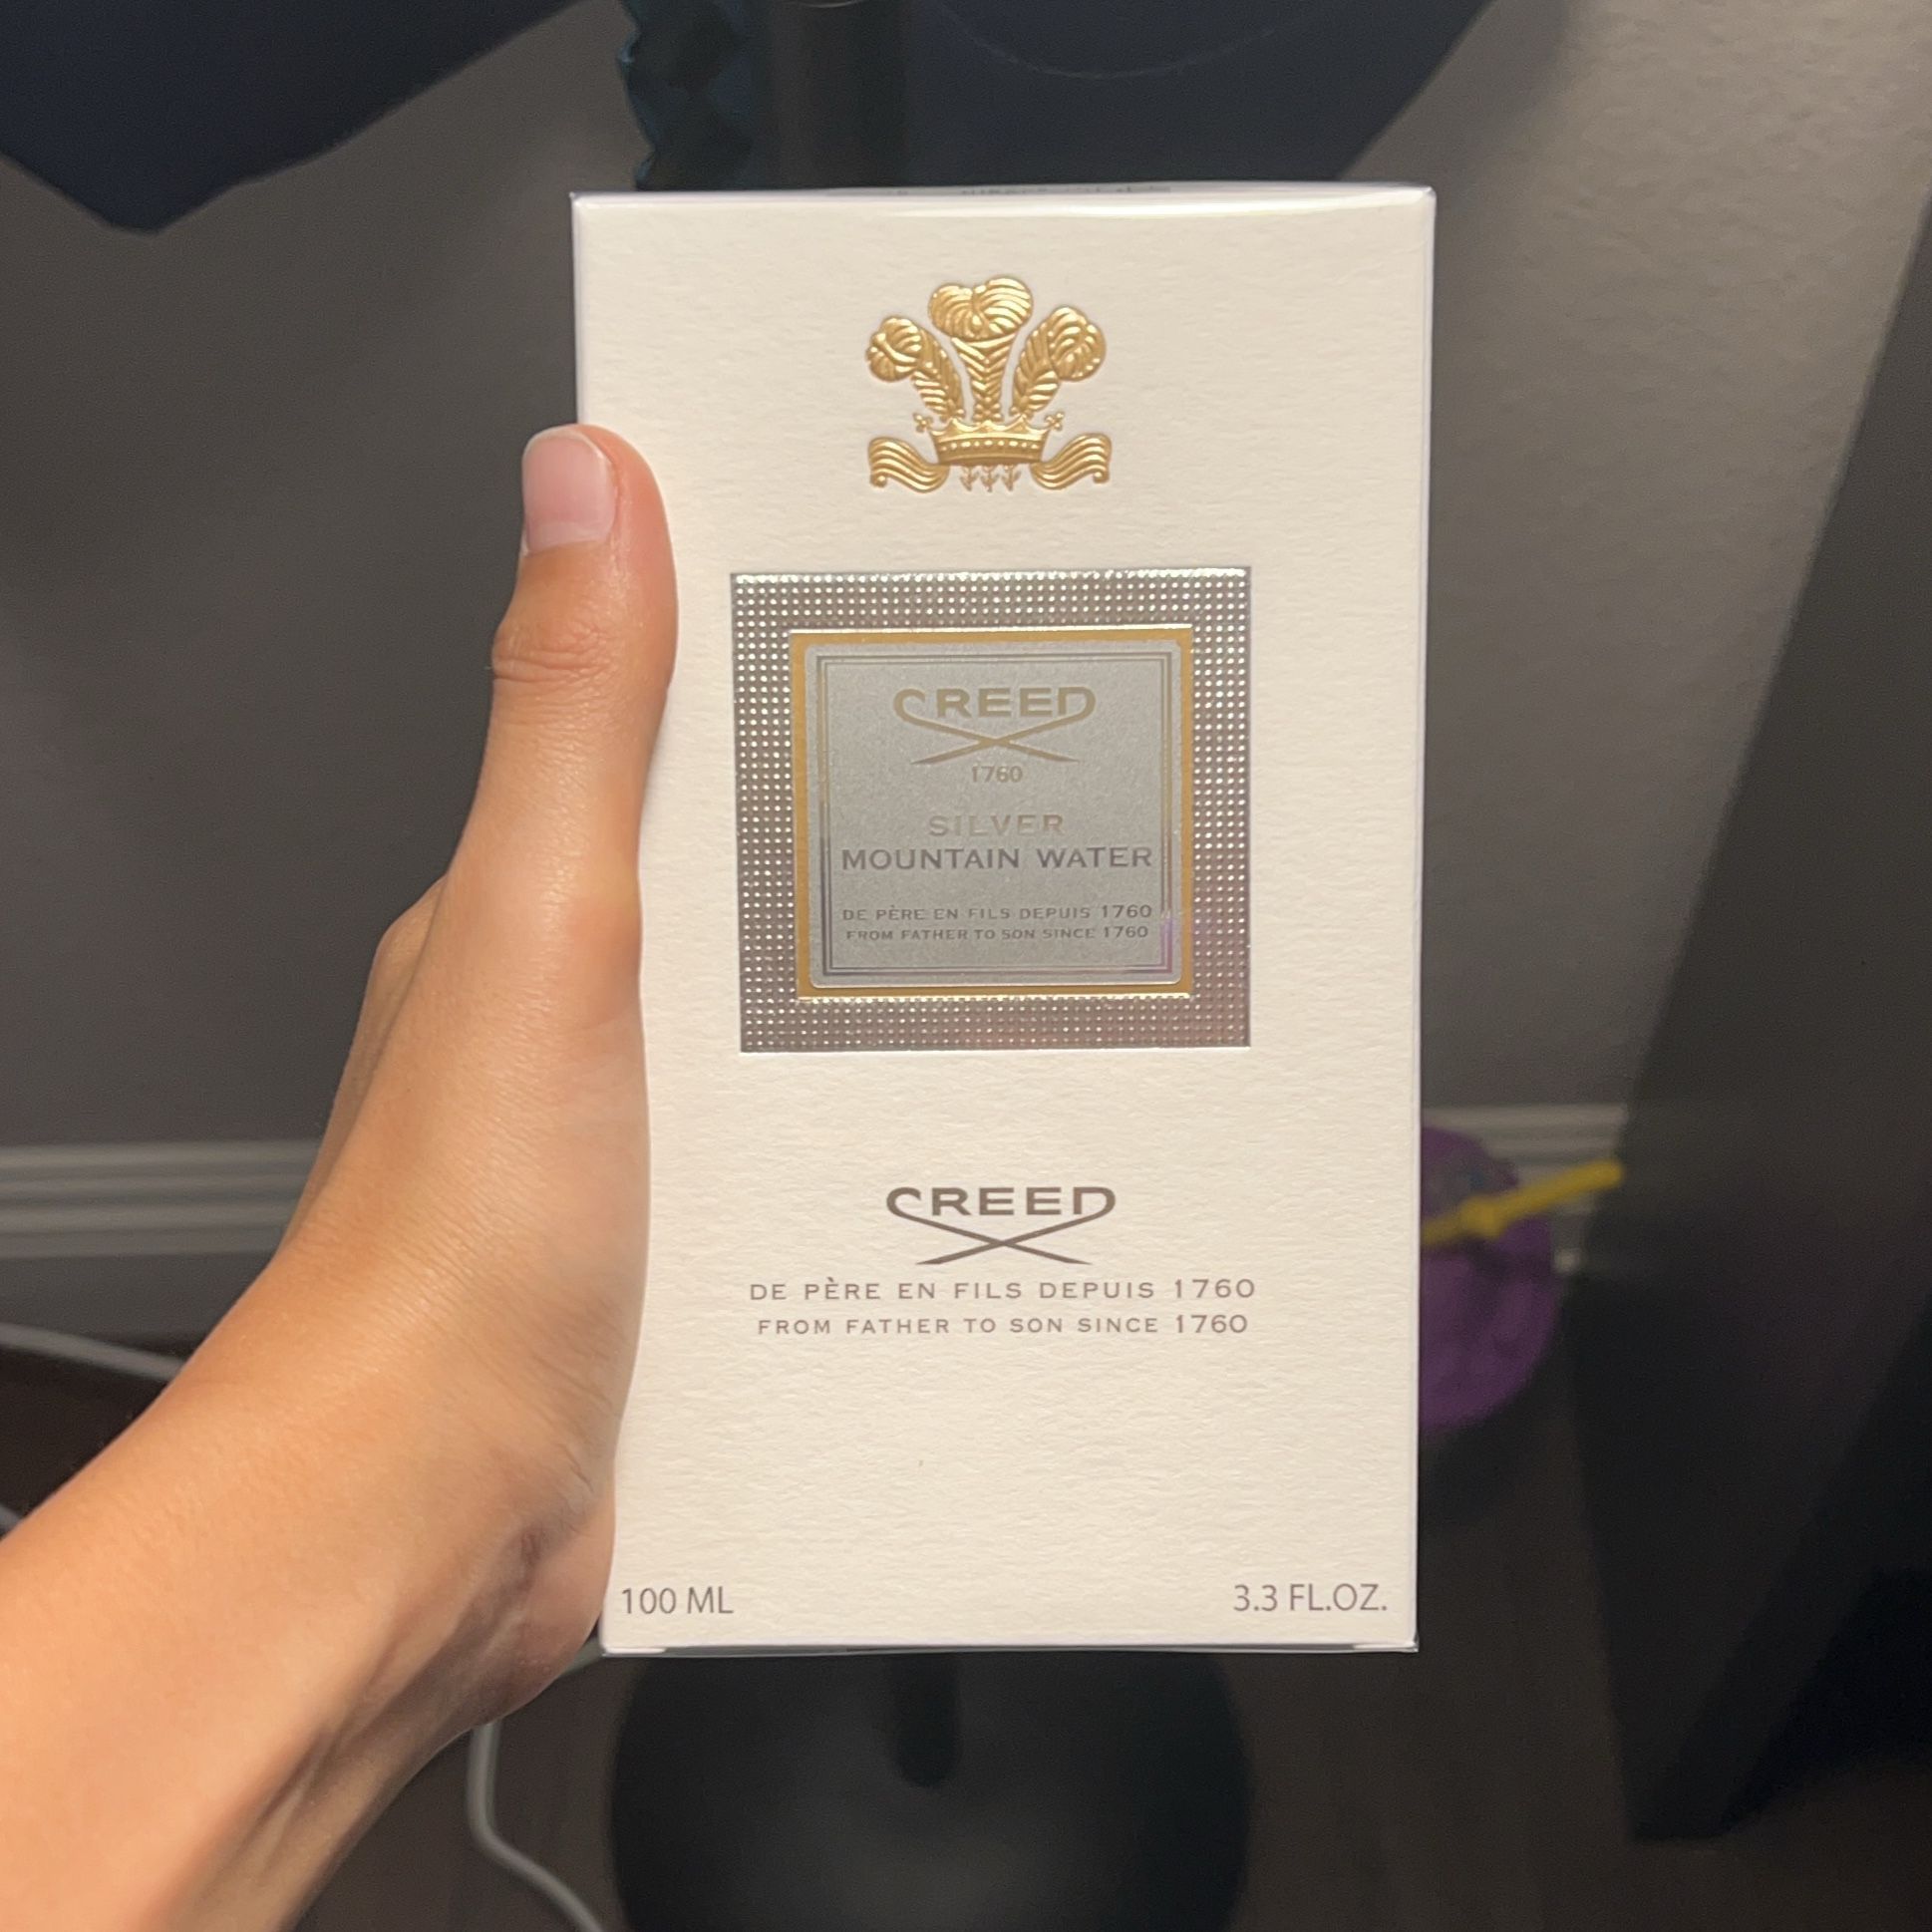 CREED
1760
SILVER
MOUNTAIN WATER
DE PÈRE EN FILS DEPUIS 1760
FROM FATHER TO SON SINCE 1760
CREED
DE PÈRE EN FILS DEPUIS 1760
FROM FATHER TO SON SINCE 1760
100 ML
3.3 FL.OZ.